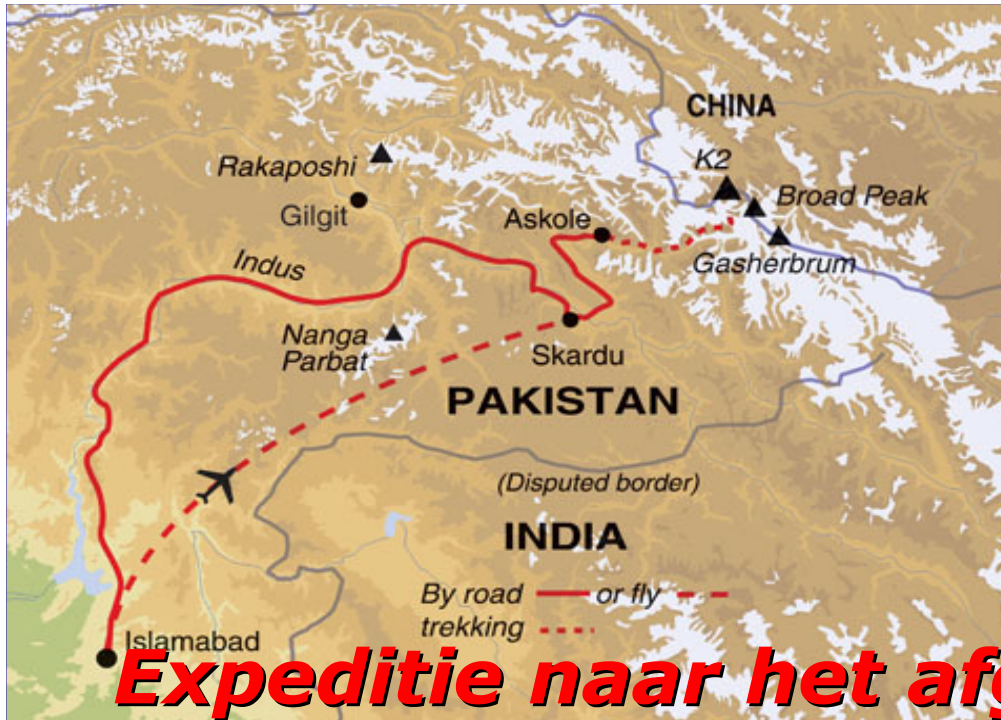 CHINA
K2
Rakaposhi
Broad Peak
Gilgit
Askole
Gasherbrum
Indus
Nanga
Parbat
Skardu
PAKISTAN
(Disputed border)
INDIA
By road or fly
trekking
Islamabad
Expeditie naar het afg